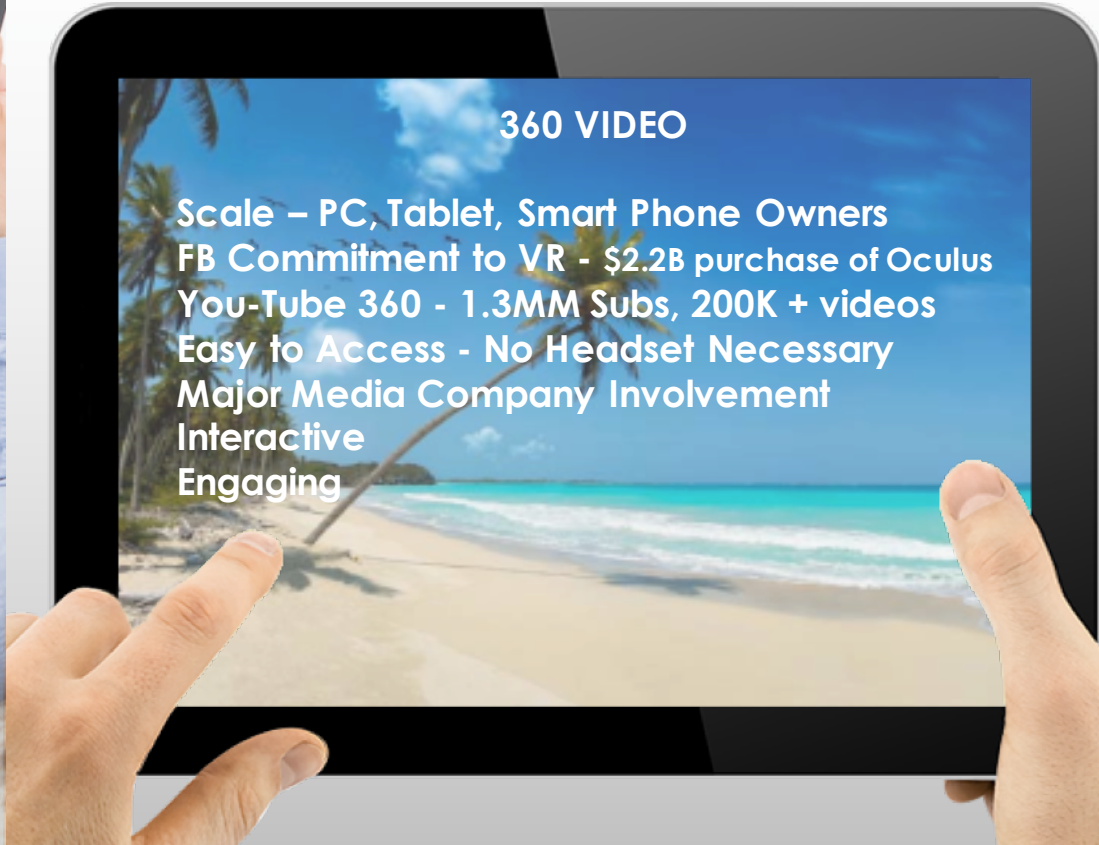 360 VIDEO
Scale – PC, Tablet, Smart Phone Owners
FB Commitment to VR - $2.2B purchase of Oculus
You-Tube 360 - 1.3MM Subs, 200K + videos
Easy to Access - No Headset Necessary
Major Media Company Involvement
Interactive
Engaging